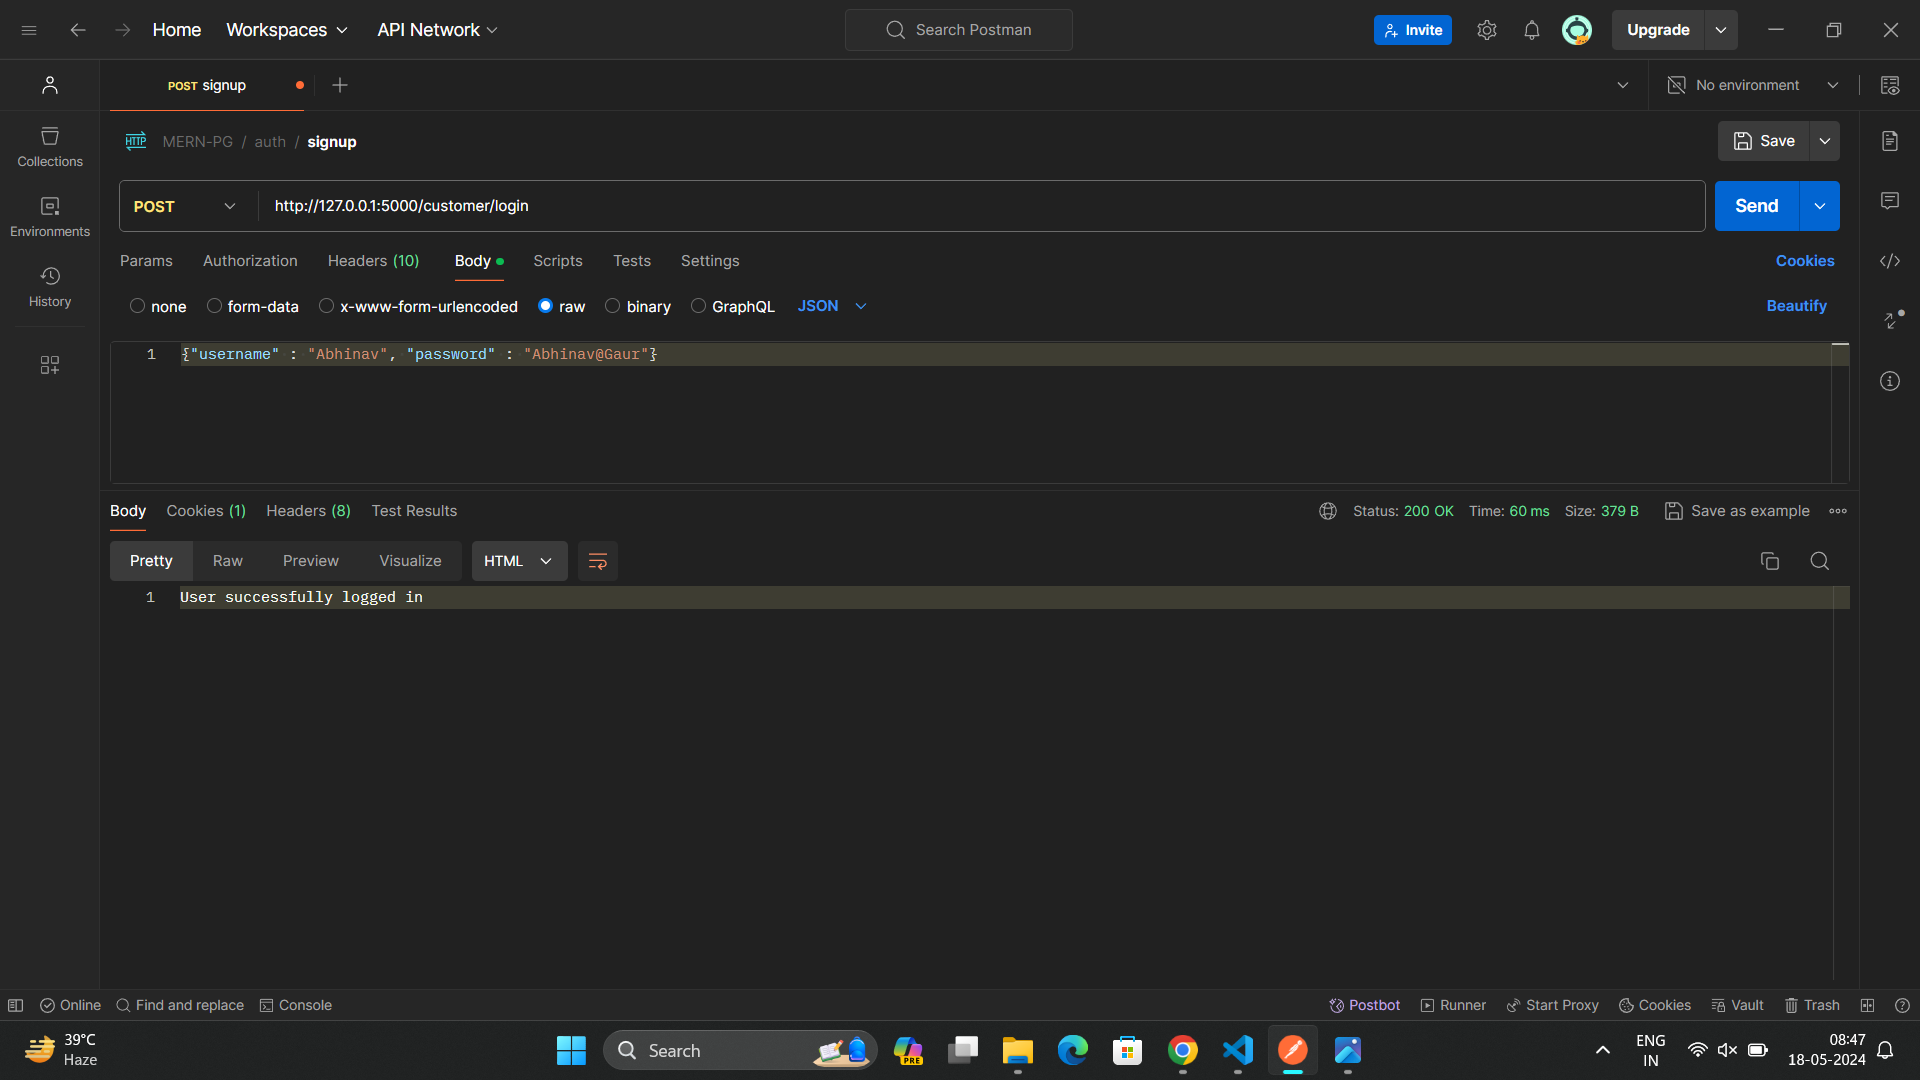 Home Workspaces API Network Search Postman Invite Upgrade
POST signup No environment
HTTP MERN-PG / auth / signup Save
Collections
POST http://127.0.0.1:5000/customer/login Send
Environments
Params Authorization Headers (10) Body Scripts Tests Settings Cookies
History
none form-data x-www-form-urlencoded raw binary GraphQL JSON Beautify
1 {"username" : "Abhinav", "password" : "Abhinav@Gaur"}
Body Cookies (1) Headers (8) Test Results Status: 200 OK Time: 60 ms Size: 379 B Save as example
Pretty Raw Preview Visualize HTML
1 User successfully logged in
Online Find and replace Console Postbot Runner Start Proxy Cookies Vault Trash
39°C
Haze
Search
PRE
ENG
IN
08:47
18-05-2024